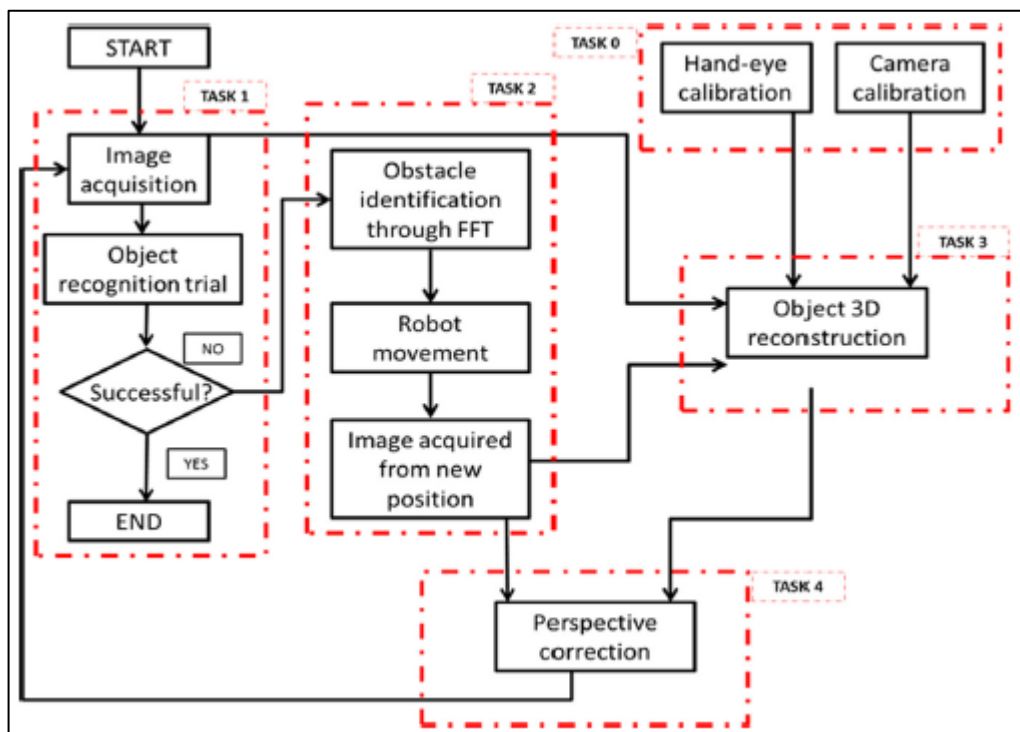 START
TASK 0
Hand-eye
calibration
Camera
calibration
TASK 1
TASK 2
Image
acquisition
Obstacle
identification
through FFT
Object
recognition trial
TASK 3
Object 3D
reconstruction
NO
Robot
movement
Successful?
YES
Image acquired
from new
position
END
TASK 4
Perspective
correction